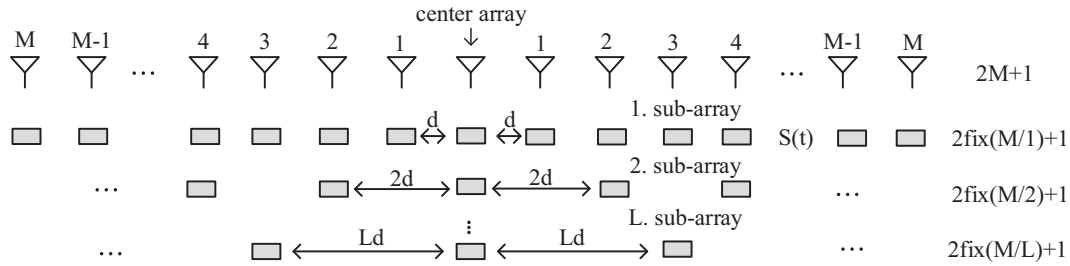 center array
M M-1 4 3 2 1 1 2 3 4 M-1 M
... ... 2M+1
1. sub-array
d d S(t) 2fix(M/1)+1
2. sub-array
... 2d 2d ... 2fix(M/2)+1
L. sub-array
... Ld Ld ... 2fix(M/L)+1